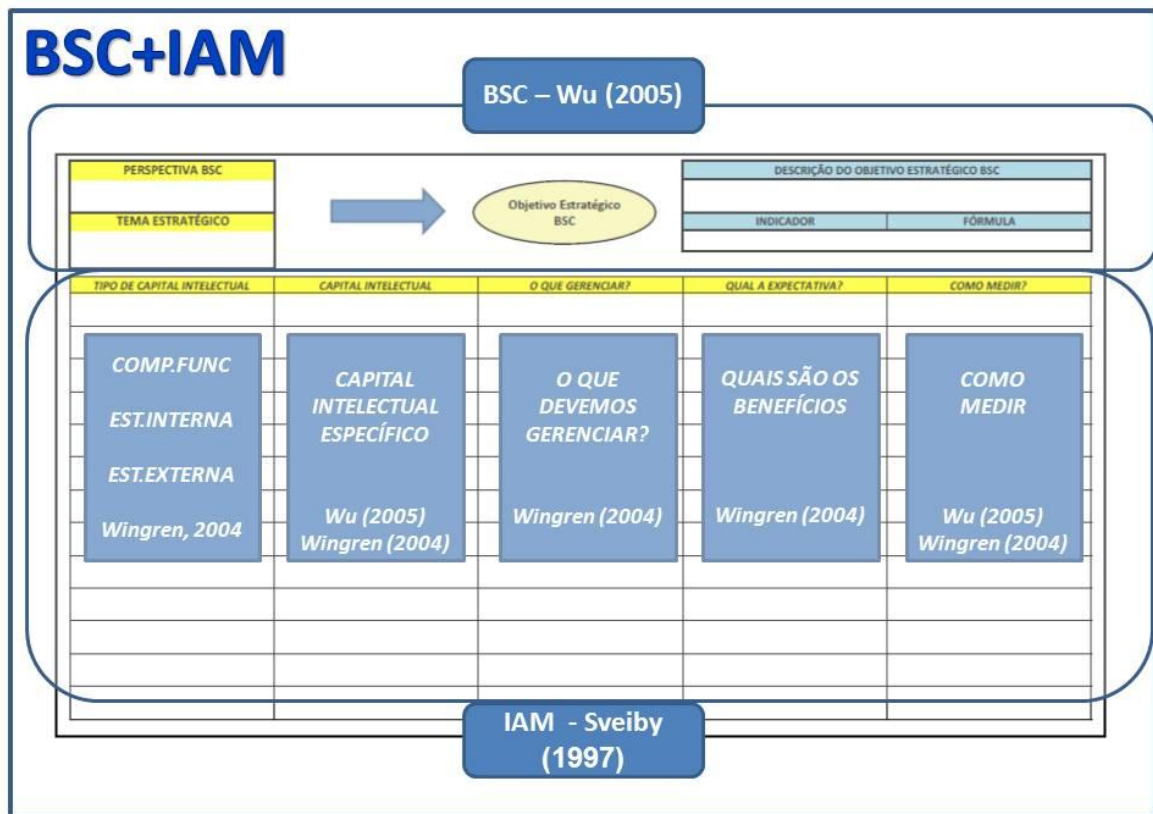 BSC+IAM
BSC – Wu (2005)
PERSPECTIVA BSC
TEMA ESTRATÉGICO
Objetivo Estratégico
BSC
DESCRIÇÃO DO OBJETIVO ESTRATÉGICO BSC
INDICADOR
FÓRMULA
TIPO DE CAPITAL INTELECTUAL
CAPITAL INTELECTUAL
O QUE GERENCIAR?
QUAL A EXPECTATIVA?
COMO MEDIR?
COMP.FUNC
EST.INTERNA
EST.EXTERNA
Wingren, 2004
CAPITAL
INTELECTUAL
ESPECÍFICO
Wu (2005)
Wingren (2004)
O QUE
DEVEMOS
GERENCIAR?
Wingren (2004)
QUAIS SÃO OS
BENEFÍCIOS
Wingren (2004)
COMO
MEDIR
Wu (2005)
Wingren (2004)
IAM - Sveiby
(1997)